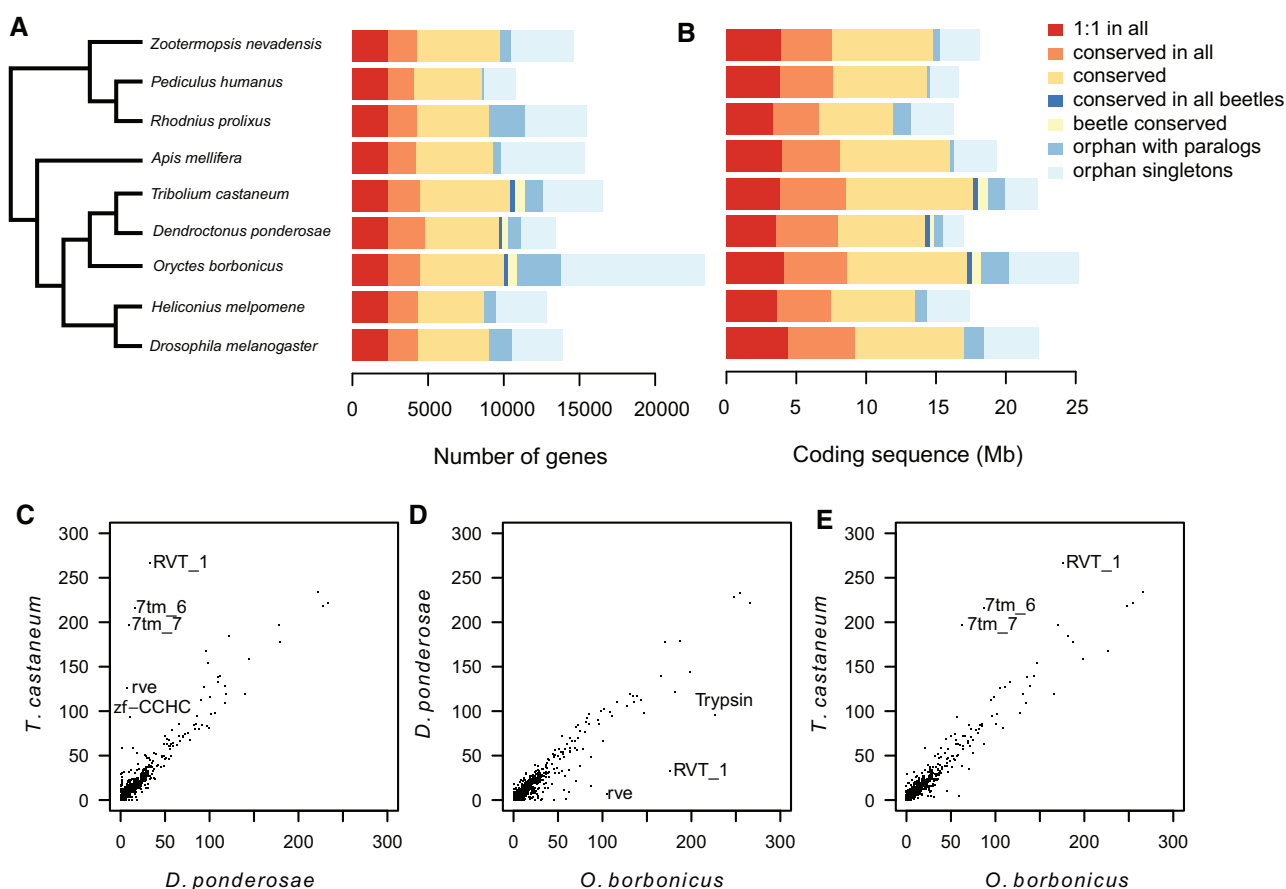 A
Zootermopsis nevadensis
Pediculus humanus
Rhodnius prolixus
Apis mellifera
Tribolium castaneum
Dendroctonus ponderosae
Oryctes borbonicus
Heliconius melpomene
Drosophila melanogaster
0 5000 10000 15000 20000
Number of genes
B
0 5 10 15 20 25
Coding sequence (Mb)
1:1 in all
conserved in all
conserved
conserved in all beetles
beetle conserved
orphan with paralogs
orphan singletons
C
T. castaneum
300
250
200
150
100
50
0
RVT_1
7tm_6
7tm_7
rve
zf−CCHC
0 50 100 200 300
D. ponderosae
D
D. ponderosae
300
250
200
150
100
50
0
Trypsin
RVT_1
rve
0 50 100 200 300
O. borbonicus
E
T. castaneum
300
250
200
150
100
50
0
RVT_1
7tm_6
7tm_7
0 50 100 200 300
O. borbonicus